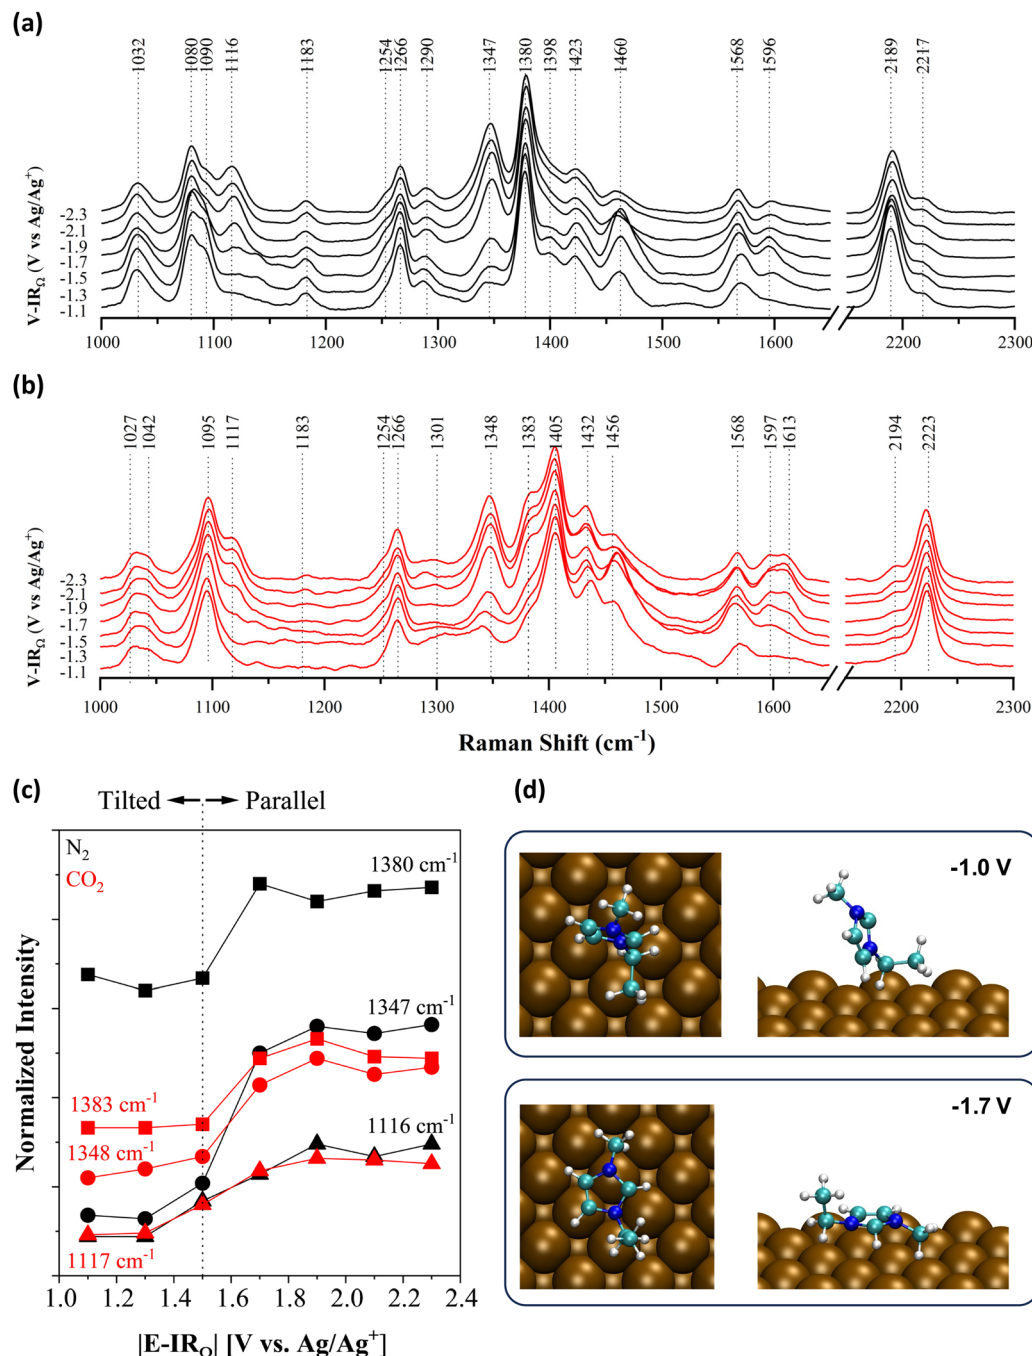 (a)
1032
1080
1090
1116
1183
1254
1266
1290
1347
1380
1398
1423
1460
1568
1596
2189
2217
V-IR_Ω (V vs Ag/Ag⁺)
-2.3
-2.1
-1.9
-1.7
-1.5
-1.3
-1.1
1000 1100 1200 1300 1400 1500 1600 2200 2300
(b)
1027
1042
1095
1117
1183
1254
1266
1301
1348
1383
1405
1432
1456
1568
1597
1613
2194
2223
V-IR_Ω (V vs Ag/Ag⁺)
-2.3
-2.1
-1.9
-1.7
-1.5
-1.3
-1.1
1000 1100 1200 1300 1400 1500 1600 2200 2300
Raman Shift (cm⁻¹)
(c)
Tilted Parallel
N₂
CO₂
1380 cm⁻¹
1347 cm⁻¹
1383 cm⁻¹
1348 cm⁻¹
1116 cm⁻¹
1117 cm⁻¹
Normalized Intensity
1.0 1.2 1.4 1.6 1.8 2.0 2.2 2.4
|E-IR_Ω| [V vs. Ag/Ag⁺]
(d)
-1.0 V
-1.7 V